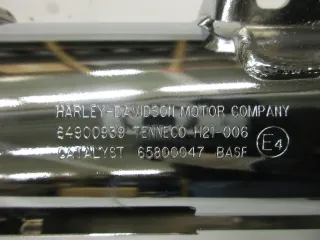 HARLEY-DAVIDSON MOTOR COMPANY
64900939 TENNECO H21-006
CATALYST 65800047 BASF E4